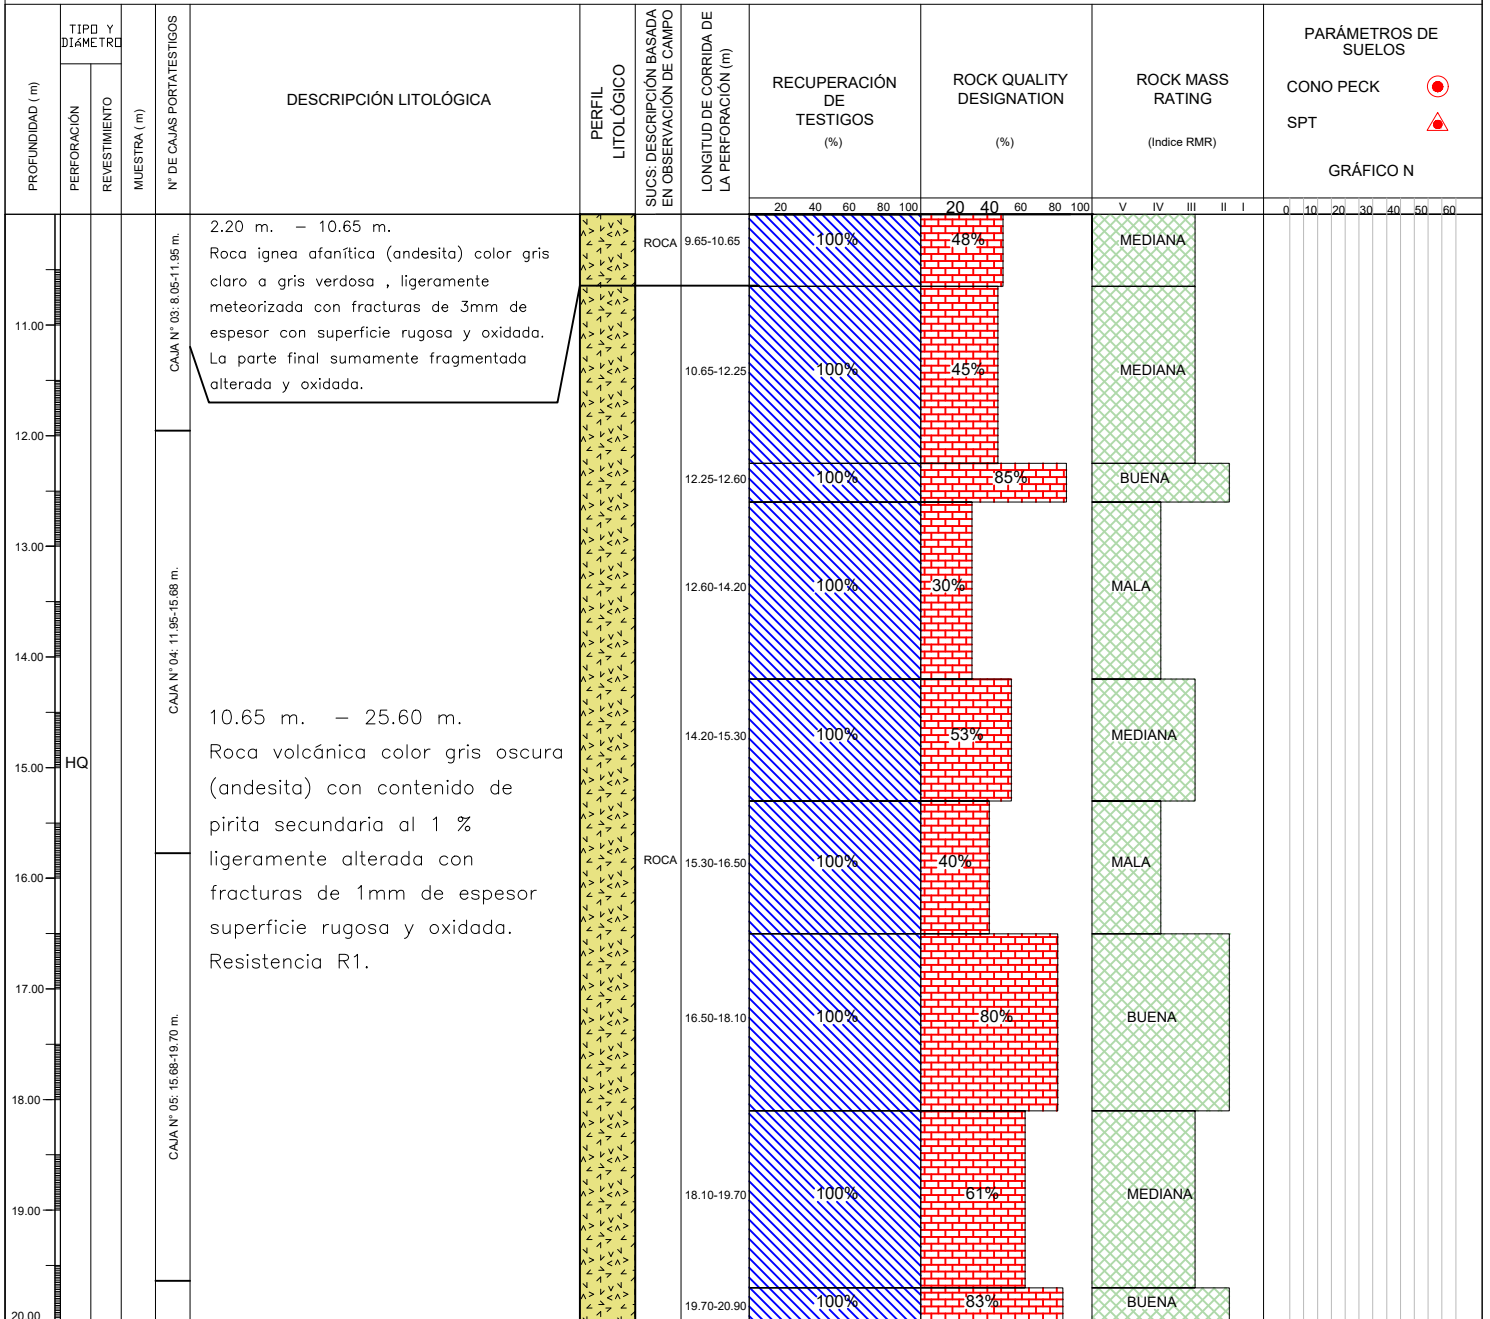 PROFUNDIDAD ( m)
TIPO Y
DIÁMETRO
PERFORACIÓN
REVESTIMIENTO
MUESTRA ( m)
N° DE CAJAS PORTATESTIGOS
DESCRIPCIÓN LITOLÓGICA
PERFIL
LITOLÓGICO
SUCS: DESCRIPCIÓN BASADA
EN OBSERVACIÓN DE CAMPO
LONGITUD DE CORRIDA DE
LA PERFORACIÓN (m)
RECUPERACIÓN
DE
TESTIGOS
(%)
20 40 60 80 100
ROCK QUALITY
DESIGNATION
(%)
20 40 60 80 100
ROCK MASS
RATING
(Indice RMR)
V IV III II I
PARÁMETROS DE
SUELOS
CONO PECK
SPT
GRÁFICO N
0 10 20 30 40 50 60
11.00
12.00
13.00
14.00
15.00
16.00
17.00
18.00
19.00
20.00
HQ
CAJA N° 03: 8.05-11.95 m.
CAJA N° 04: 11.95-15.68 m.
CAJA N° 05: 15.68-19.70 m.
2.20 m. – 10.65 m.
Roca ignea afanítica (andesita) color gris
claro a gris verdosa , ligeramente
meteorizada con fracturas de 3mm de
espesor con superficie rugosa y oxidada.
La parte final sumamente fragmentada
alterada y oxidada.
10.65 m. – 25.60 m.
Roca volcánica color gris oscura
(andesita) con contenido de
pirita secundaria al 1 %
ligeramente alterada con
fracturas de 1mm de espesor
superficie rugosa y oxidada.
Resistencia R1.
ROCA 9.65-10.65 100% 48% MEDIANA
10.65-12.25 100% 45% MEDIANA
12.25-12.60 100% 85% BUENA
12.60-14.20 100% 30% MALA
14.20-15.30 100% 53% MEDIANA
ROCA 15.30-16.50 100% 40% MALA
16.50-18.10 100% 80% BUENA
18.10-19.70 100% 61% MEDIANA
19.70-20.90 100% 83% BUENA